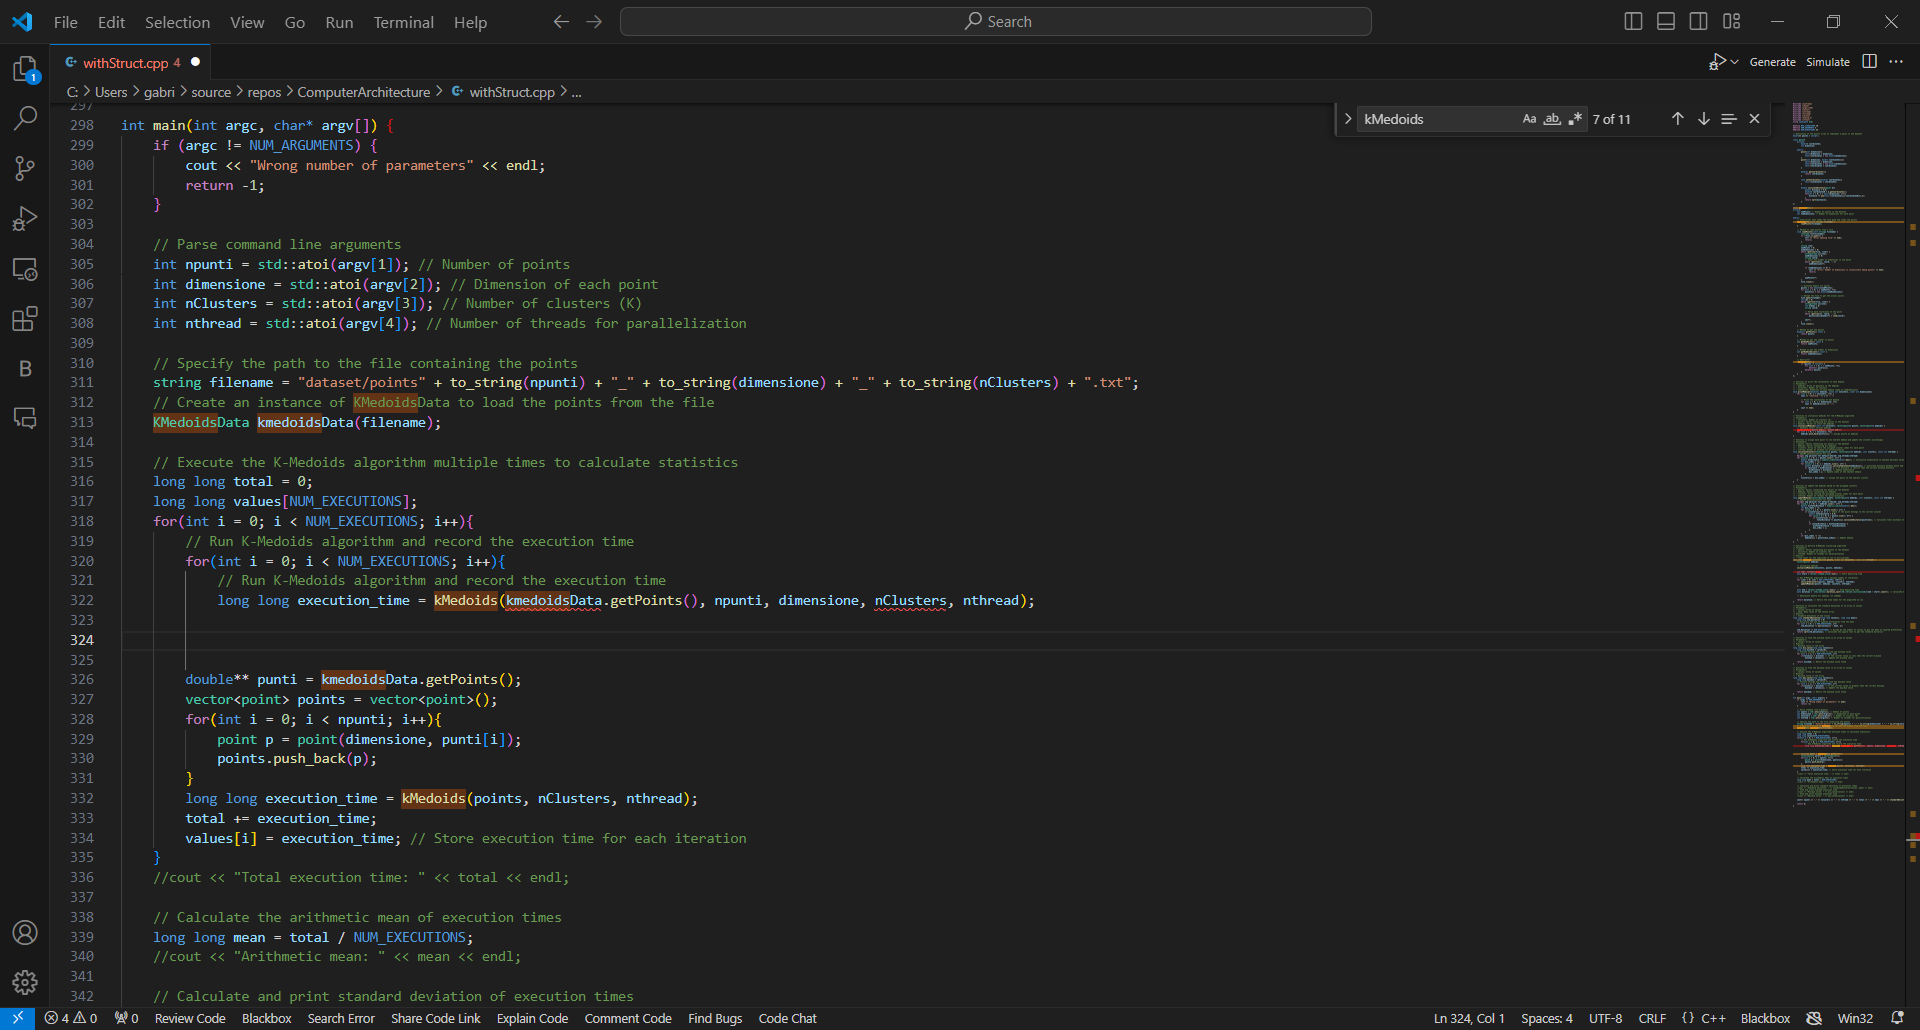 File Edit Selection View Go Run Terminal Help Search
withStruct.cpp 4 Generate Simulate
C: > Users > gabri > source > repos > ComputerArchitecture > withStruct.cpp > ...
kMedoids Aa ab 7 of 11
297
298 int main(int argc, char* argv[]) {
299 if (argc != NUM_ARGUMENTS) {
300 cout << "Wrong number of parameters" << endl;
301 return -1;
302 }
303
304 // Parse command line arguments
305 int npunti = std::atoi(argv[1]); // Number of points
306 int dimensione = std::atoi(argv[2]); // Dimension of each point
307 int nClusters = std::atoi(argv[3]); // Number of clusters (K)
308 int nthread = std::atoi(argv[4]); // Number of threads for parallelization
309
310 // Specify the path to the file containing the points
311 string filename = "dataset/points" + to_string(npunti) + "_" + to_string(dimensione) + "_" + to_string(nClusters) + ".txt";
312 // Create an instance of KMedoidsData to load the points from the file
313 KMedoidsData kmedoidsData(filename);
314
315 // Execute the K-Medoids algorithm multiple times to calculate statistics
316 long long total = 0;
317 long long values[NUM_EXECUTIONS];
318 for(int i = 0; i < NUM_EXECUTIONS; i++){
319 // Run K-Medoids algorithm and record the execution time
320 for(int i = 0; i < NUM_EXECUTIONS; i++){
321 // Run K-Medoids algorithm and record the execution time
322 long long execution_time = kMedoids(kmedoidsData.getPoints(), npunti, dimensione, nClusters, nthread);
323
324
325
326 double** punti = kmedoidsData.getPoints();
327 vector<point> points = vector<point>();
328 for(int i = 0; i < npunti; i++){
329 point p = point(dimensione, punti[i]);
330 points.push_back(p);
331 }
332 long long execution_time = kMedoids(points, nClusters, nthread);
333 total += execution_time;
334 values[i] = execution_time; // Store execution time for each iteration
335 }
336 //cout << "Total execution time: " << total << endl;
337
338 // Calculate the arithmetic mean of execution times
339 long long mean = total / NUM_EXECUTIONS;
340 //cout << "Arithmetic mean: " << mean << endl;
341
342 // Calculate and print standard deviation of execution times
1
B
4 0 0 Review Code Blackbox Search Error Share Code Link Explain Code Comment Code Find Bugs Code Chat Ln 324, Col 1 Spaces: 4 UTF-8 CRLF {} C++ Blackbox Win32